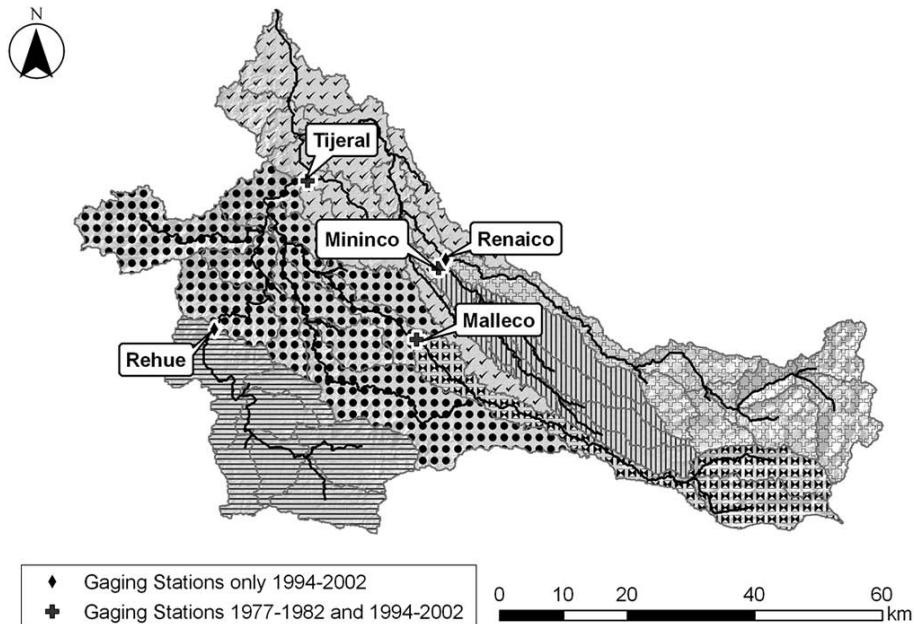 N
Tijeral
Mininco
Renaico
Malleco
Rehue
Gaging Stations only 1994-2002
Gaging Stations 1977-1982 and 1994-2002
0 10 20 40 60
km